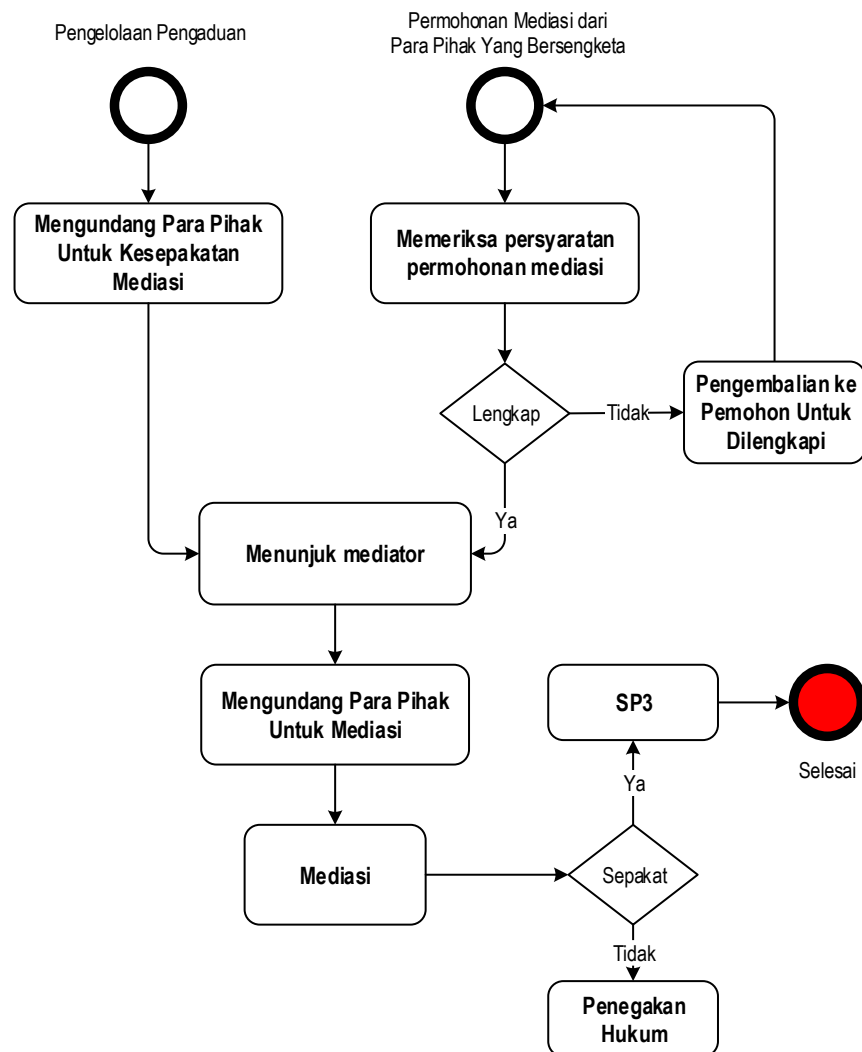 Pengelolaan Pengaduan
Permohonan Mediasi dari
Para Pihak Yang Bersengketa
Mengundang Para Pihak
Untuk Kesepakatan
Mediasi
Memeriksa persyaratan
permohonan mediasi
Lengkap
Tidak
Pengembalian ke
Pemohon Untuk
Dilengkapi
Ya
Menunjuk mediator
Mengundang Para Pihak
Untuk Mediasi
SP3
Selesai
Ya
Mediasi
Sepakat
Tidak
Penegakan
Hukum